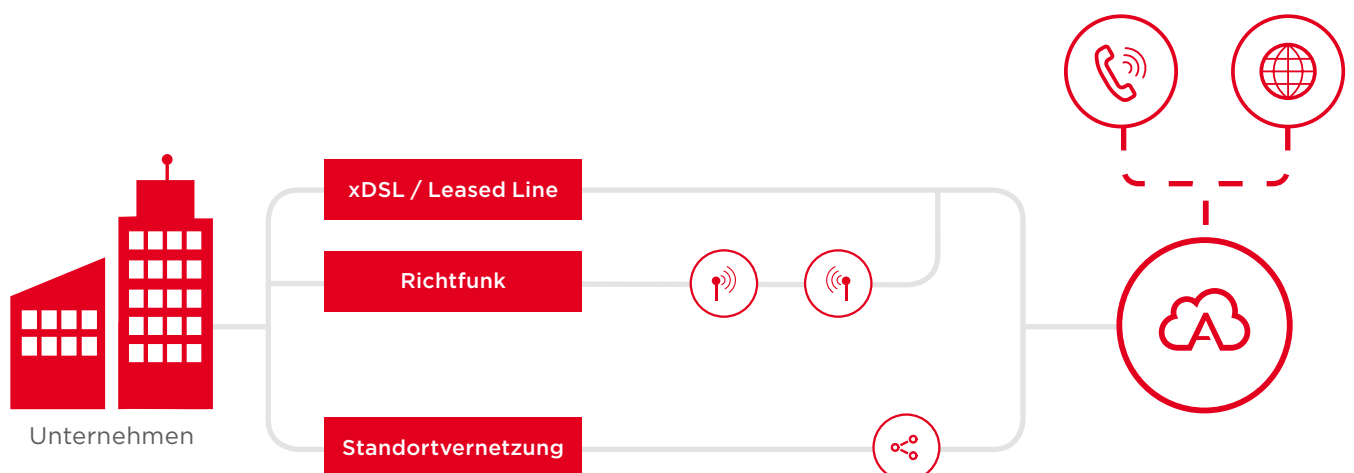 xDSL / Leased Line
Richtfunk
Unternehmen
Standortvernetzung